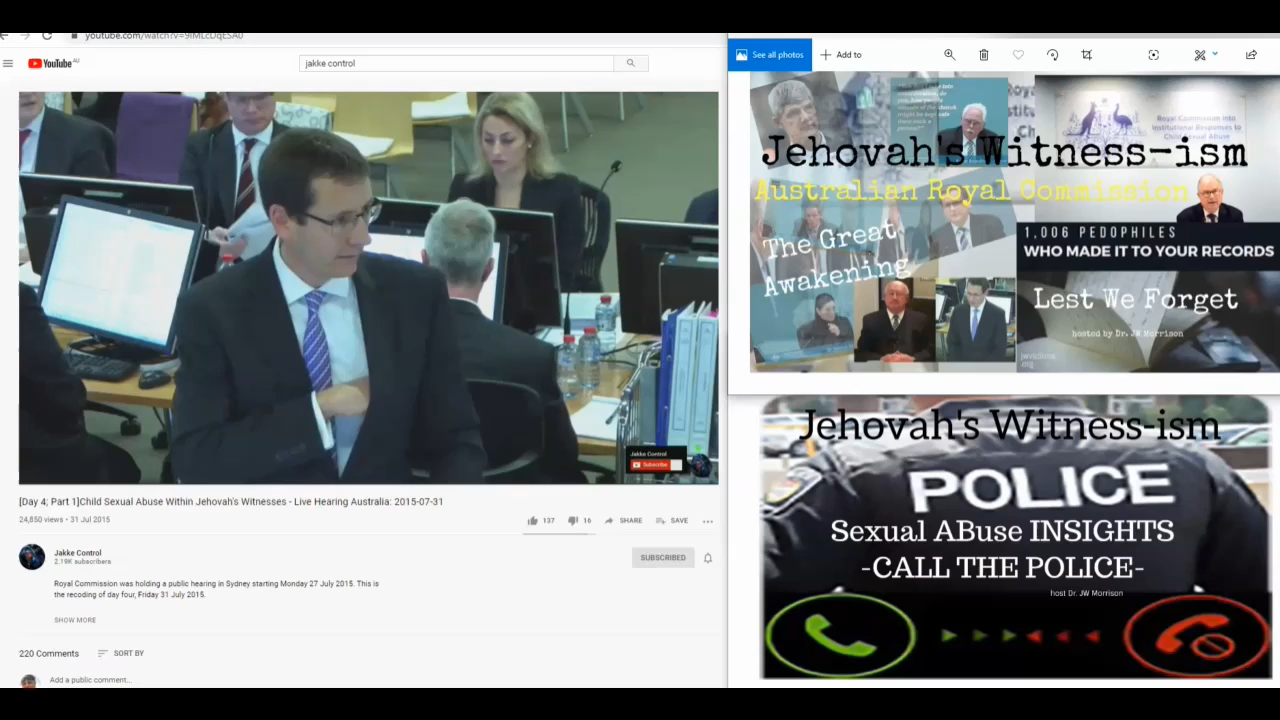 youtube.com/watch?v=9IMLcDqESA0
YouTube AU
jakke control
Jakke Control
Subscribe
[Day 4; Part 1]Child Sexual Abuse Within Jehovah's Witnesses - Live Hearing Australia: 2015-07-31
24,850 views • 31 Jul 2015
137
16
SHARE
SAVE
Jakke Control
2.19K subscribers
SUBSCRIBED
Royal Commission was holding a public hearing in Sydney starting Monday 27 July 2015. This is
the recoding of day four, Friday 31 July 2015.
SHOW MORE
220 Comments
SORT BY
Add a public comment...
See all photos
Add to
Royal Commission into
Institutional Responses to
Child Sexual Abuse
Jehovah's Witness-ism
Australian Royal Commission
The Great
Awakening
1,006 PEDOPHILES
WHO MADE IT TO YOUR RECORDS
Lest We Forget
hosted by Dr. JW Morrison
Jehovah's Witness-ism
POLICE
Sexual ABuse INSIGHTS
-CALL THE POLICE-
host Dr. JW Morrison